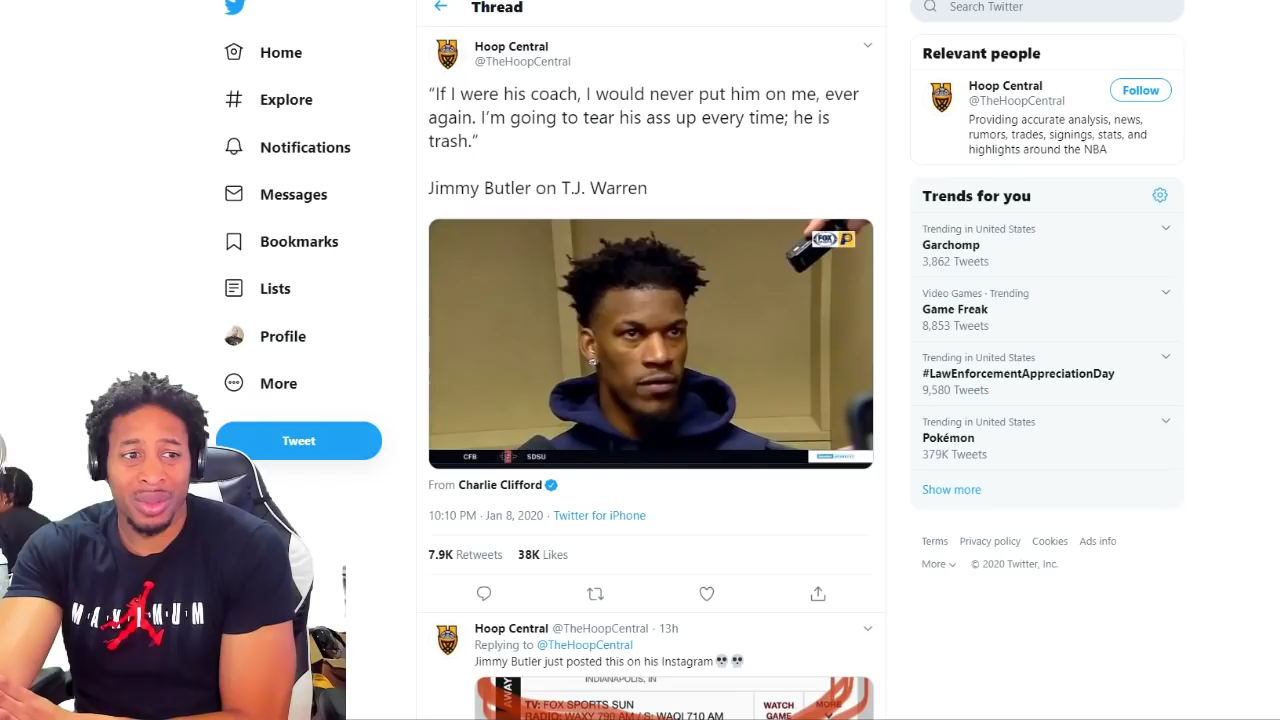 Home
Explore
Notifications
Messages
Bookmarks
Lists
Profile
More
Tweet
MAXIMUM
Thread
Hoop Central
@TheHoopCentral
“If I were his coach, I would never put him on me, ever
again. I’m going to tear his ass up every time; he is
trash.”
Jimmy Butler on T.J. Warren
FOX
CFB SDSU
From Charlie Clifford
10:10 PM · Jan 8, 2020 · Twitter for iPhone
7.9K Retweets 38K Likes
Hoop Central @TheHoopCentral · 13h
Replying to @TheHoopCentral
Jimmy Butler just posted this on his Instagram💀💀
AWAY
INDIANAPOLIS, IN
TV: FOX SPORTS SUN
RADIO: WAXY 790 AM / S: WAQI 710 AM
WATCH
GAME
MORE
Search Twitter
Relevant people
Hoop Central
@TheHoopCentral
Follow
Providing accurate analysis, news,
rumors, trades, signings, stats, and
highlights around the NBA
Trends for you
Trending in United States
Garchomp
3,862 Tweets
Video Games · Trending
Game Freak
8,853 Tweets
Trending in United States
#LawEnforcementAppreciationDay
9,580 Tweets
Trending in United States
Pokémon
379K Tweets
Show more
Terms Privacy policy Cookies Ads info
More © 2020 Twitter, Inc.